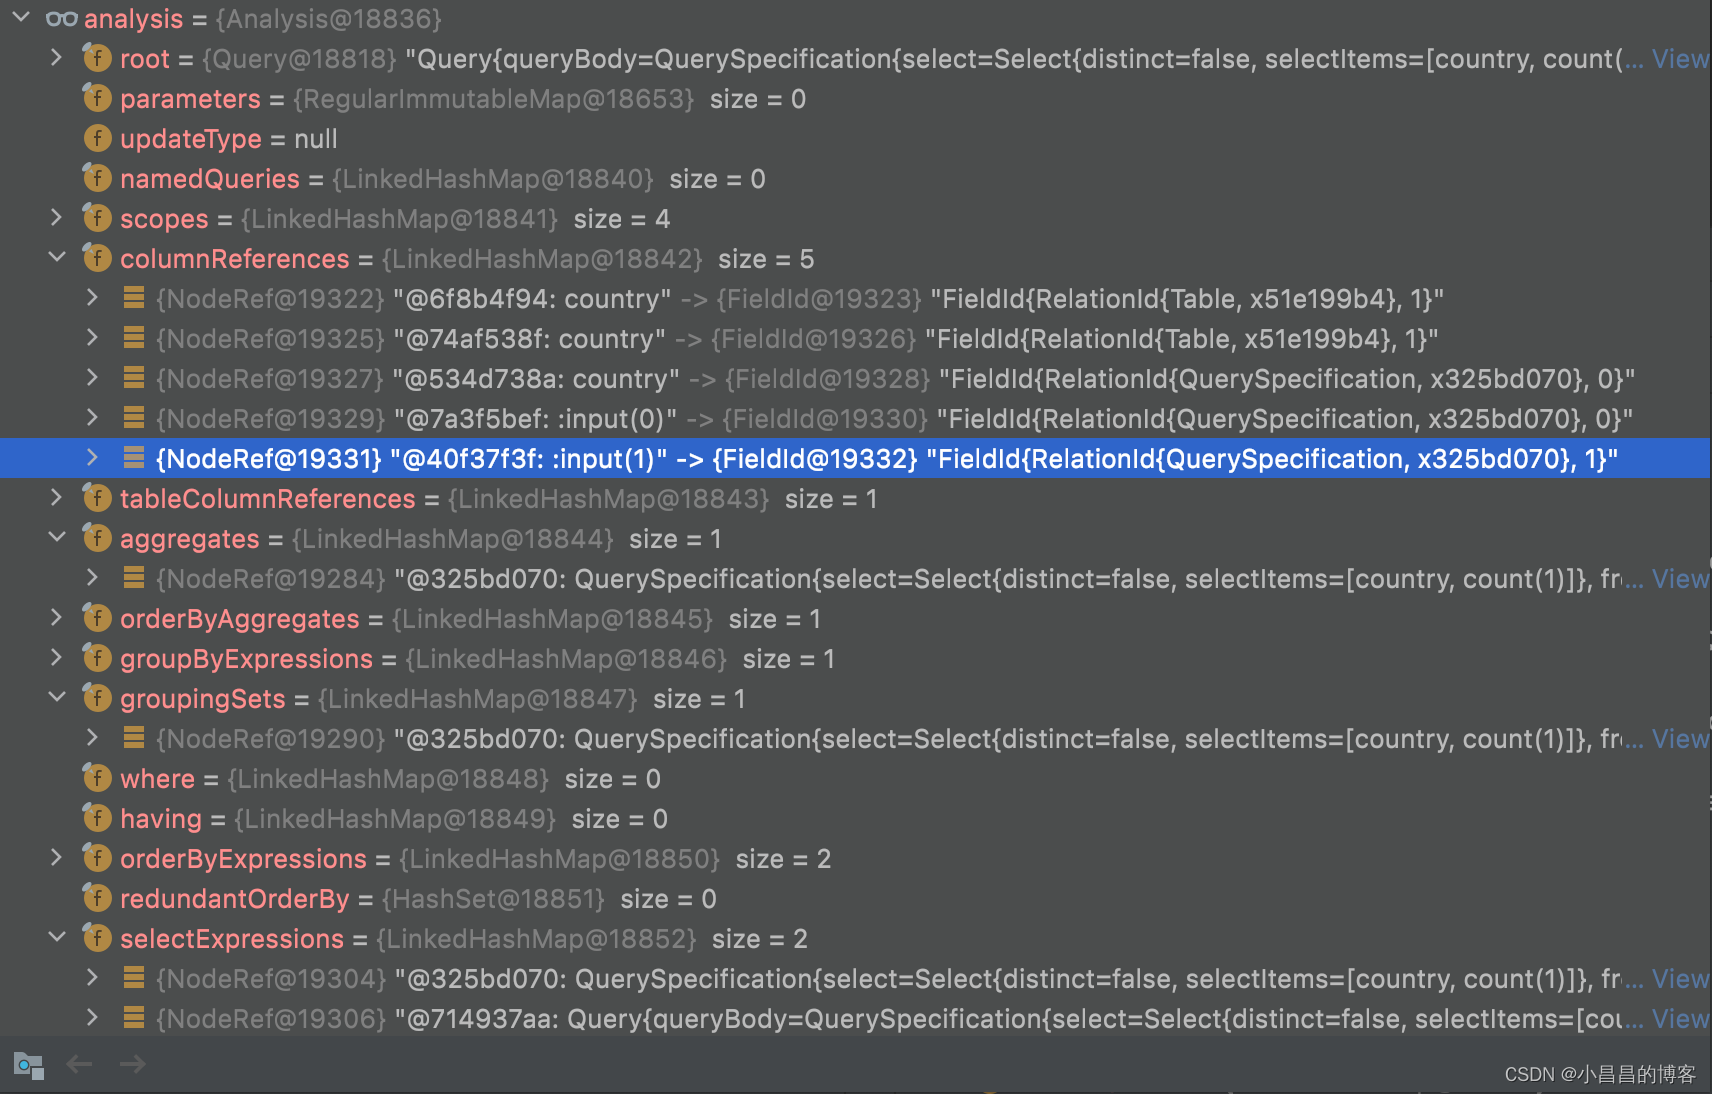 analysis = {Analysis@18836}
root = {Query@18818} "Query{queryBody=QuerySpecification{select=Select{distinct=false, selectItems=[country, count(... View
parameters = {RegularImmutableMap@18653} size = 0
updateType = null
namedQueries = {LinkedHashMap@18840} size = 0
scopes = {LinkedHashMap@18841} size = 4
columnReferences = {LinkedHashMap@18842} size = 5
{NodeRef@19322} "@6f8b4f94: country" -> {FieldId@19323} "FieldId{RelationId{Table, x51e199b4}, 1}"
{NodeRef@19325} "@74af538f: country" -> {FieldId@19326} "FieldId{RelationId{Table, x51e199b4}, 1}"
{NodeRef@19327} "@534d738a: country" -> {FieldId@19328} "FieldId{RelationId{QuerySpecification, x325bd070}, 0}"
{NodeRef@19329} "@7a3f5bef: :input(0)" -> {FieldId@19330} "FieldId{RelationId{QuerySpecification, x325bd070}, 0}"
{NodeRef@19331} "@40f37f3f: :input(1)" -> {FieldId@19332} "FieldId{RelationId{QuerySpecification, x325bd070}, 1}"
tableColumnReferences = {LinkedHashMap@18843} size = 1
aggregates = {LinkedHashMap@18844} size = 1
{NodeRef@19284} "@325bd070: QuerySpecification{select=Select{distinct=false, selectItems=[country, count(1)]}, fr... View
orderByAggregates = {LinkedHashMap@18845} size = 1
groupByExpressions = {LinkedHashMap@18846} size = 1
groupingSets = {LinkedHashMap@18847} size = 1
{NodeRef@19290} "@325bd070: QuerySpecification{select=Select{distinct=false, selectItems=[country, count(1)]}, fr... View
where = {LinkedHashMap@18848} size = 0
having = {LinkedHashMap@18849} size = 0
orderByExpressions = {LinkedHashMap@18850} size = 2
redundantOrderBy = {HashSet@18851} size = 0
selectExpressions = {LinkedHashMap@18852} size = 2
{NodeRef@19304} "@325bd070: QuerySpecification{select=Select{distinct=false, selectItems=[country, count(1)]}, fr... View
{NodeRef@19306} "@714937aa: Query{queryBody=QuerySpecification{select=Select{distinct=false, selectItems=[cou... View
CSDN @小昌昌的博客